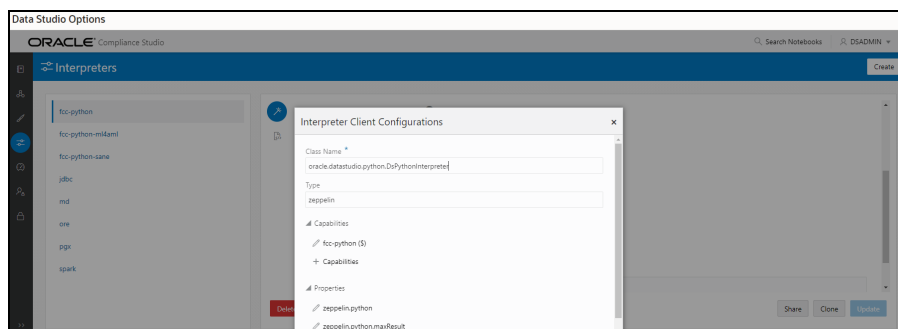 Data Studio Options
ORACLE Compliance Studio
Search Notebooks
DSADMIN
Interpreters
Create
fcc-python
fcc-python-ml4aml
fcc-python-sane
jdbc
md
ore
pgx
spark
Interpreter Client Configurations
×
Class Name *
oracle.datastudio.python.DsPythonInterpreter
Type
zeppelin
Capabilities
fcc-python ($)
+ Capabilities
Properties
zeppelin.python
zeppelin.python.maxResult
Delet
Share
Clone
Update